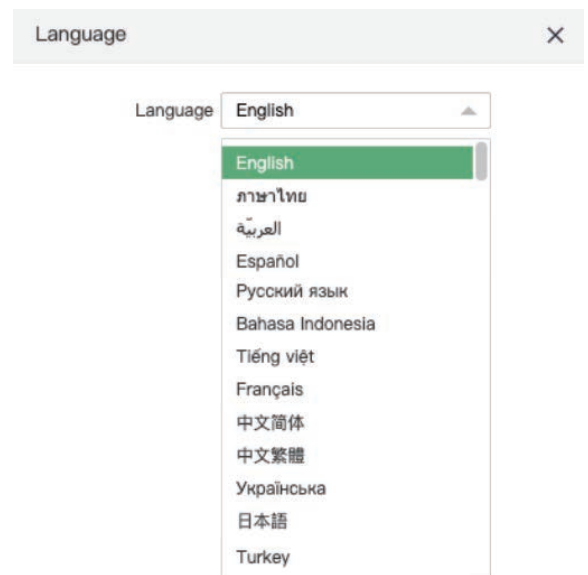 Language
Language English
English
ภาษาไทย
العربيّة
Español
Русский язык
Bahasa Indonesia
Tiếng việt
Français
中文简体
中文繁體
Українська
日本語
Turkey